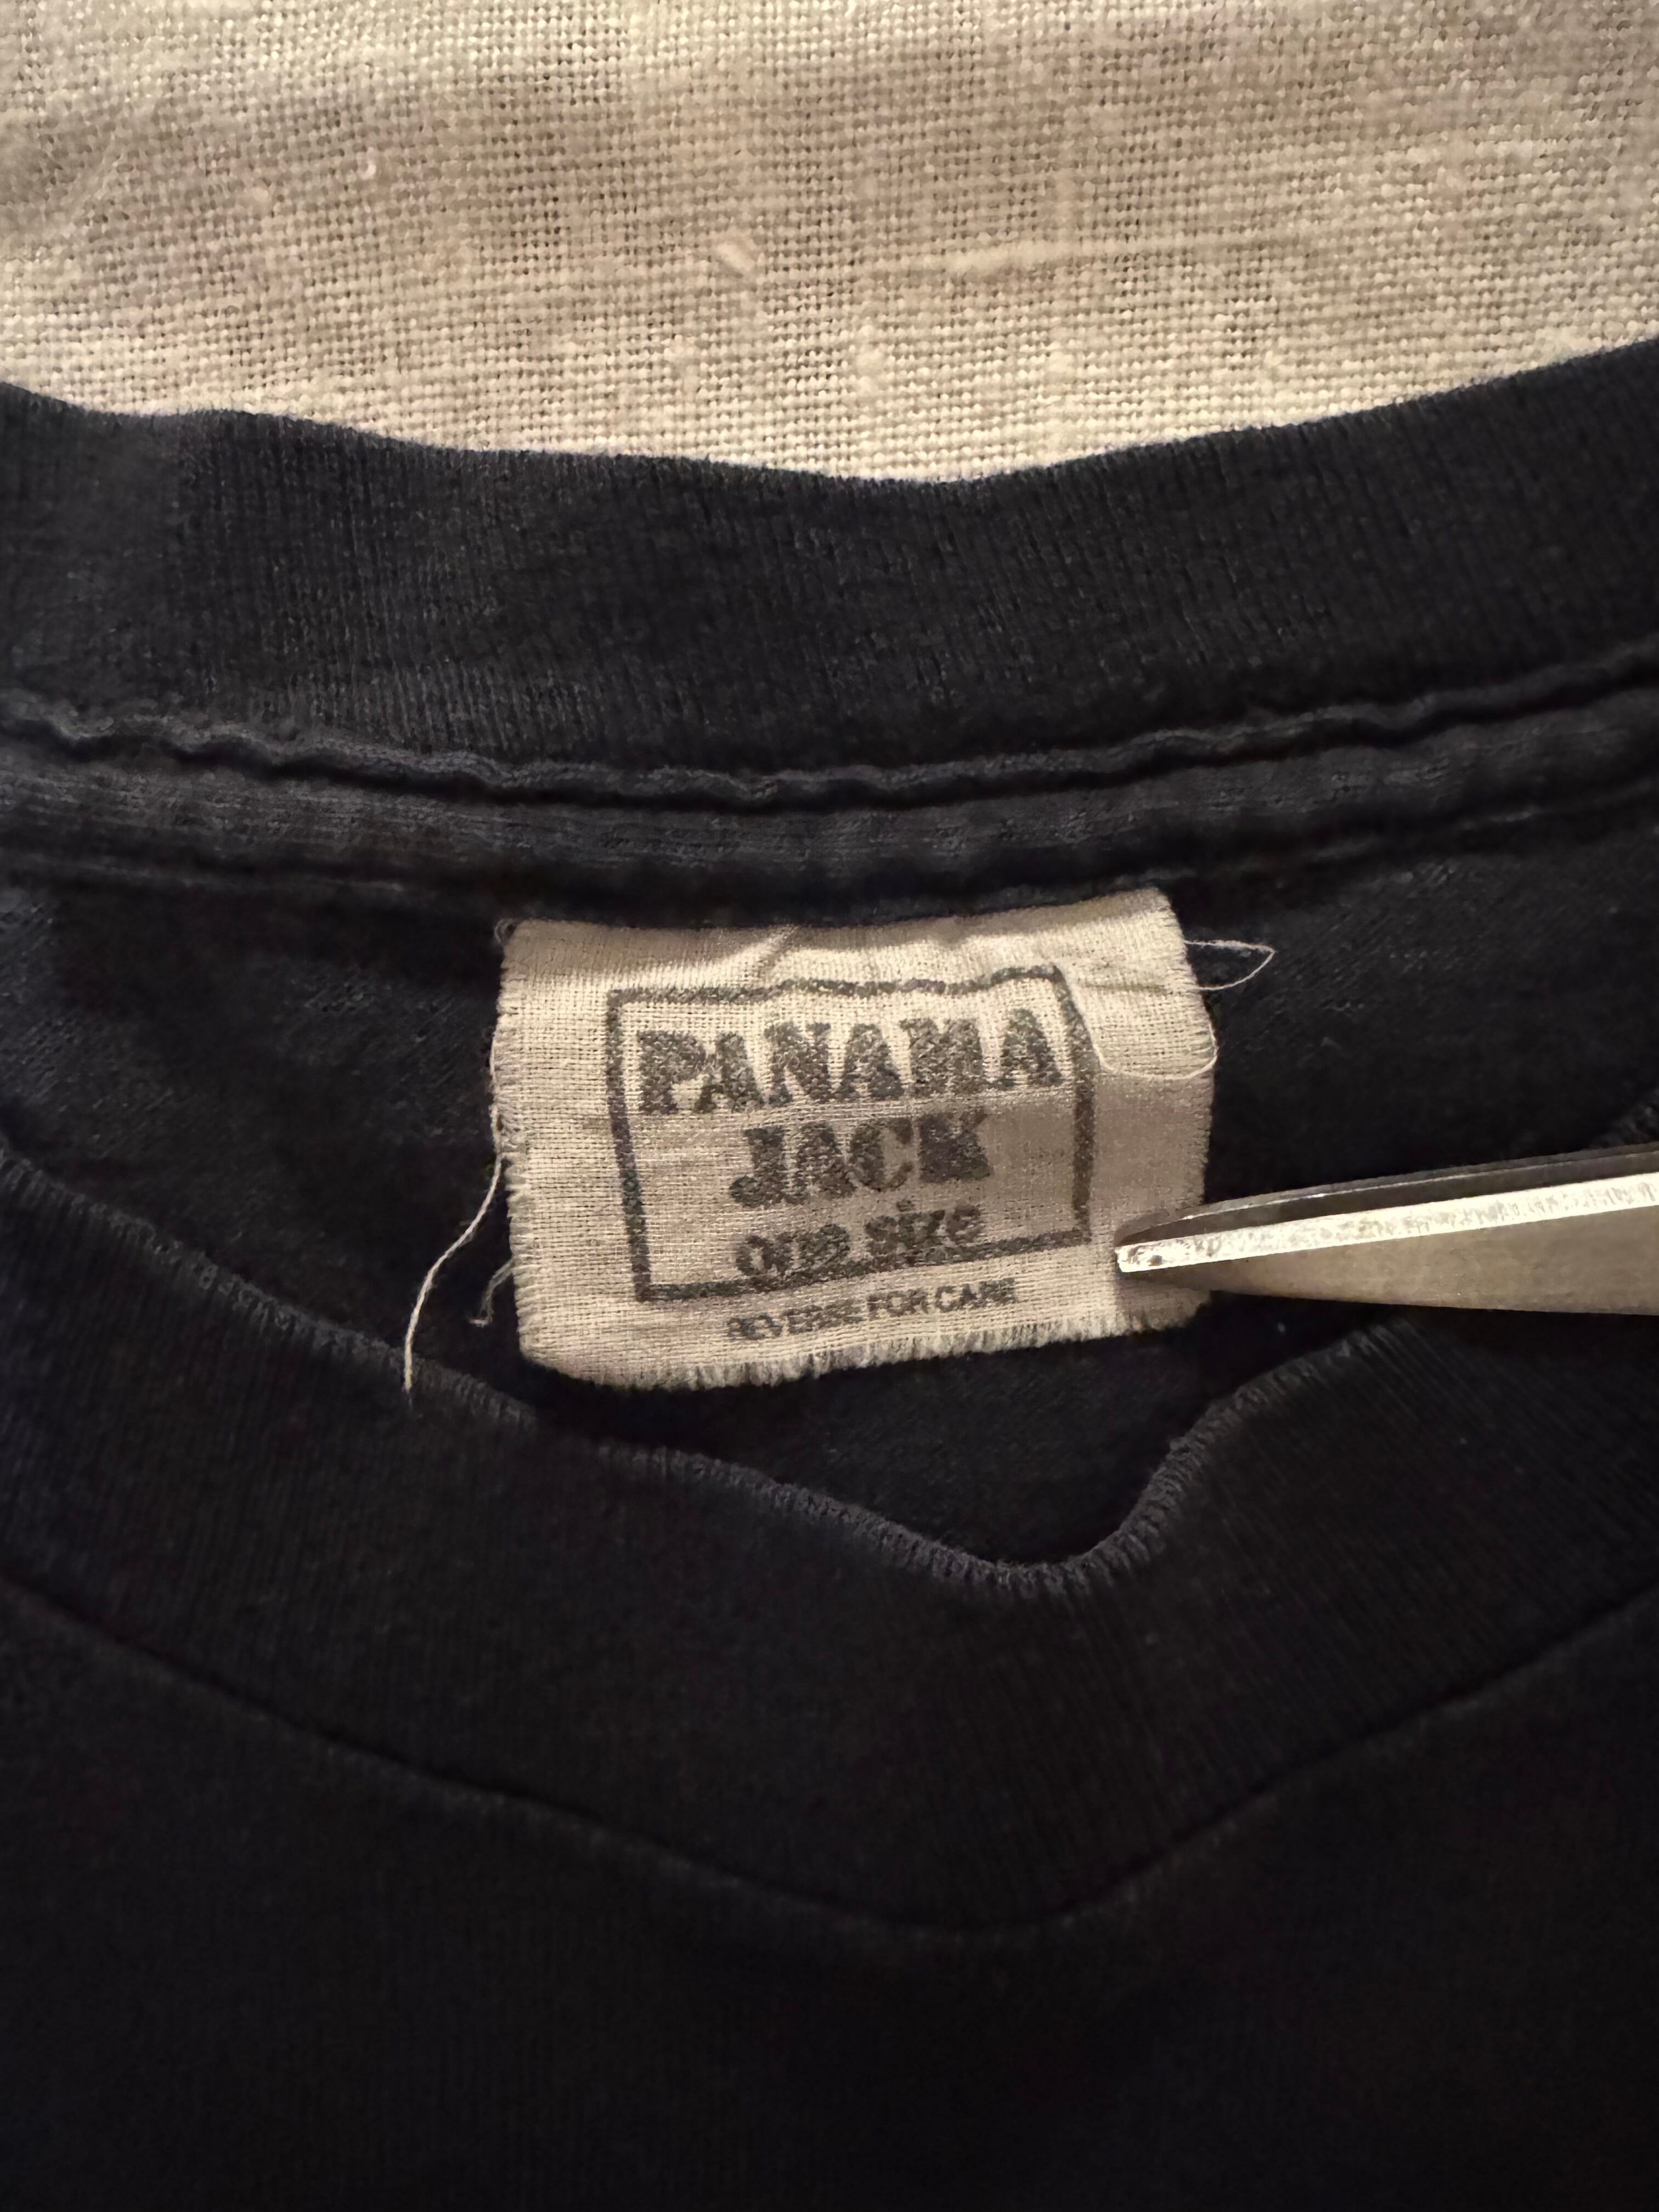 PANAMA
JACK
one size
REVERSE FOR CARE